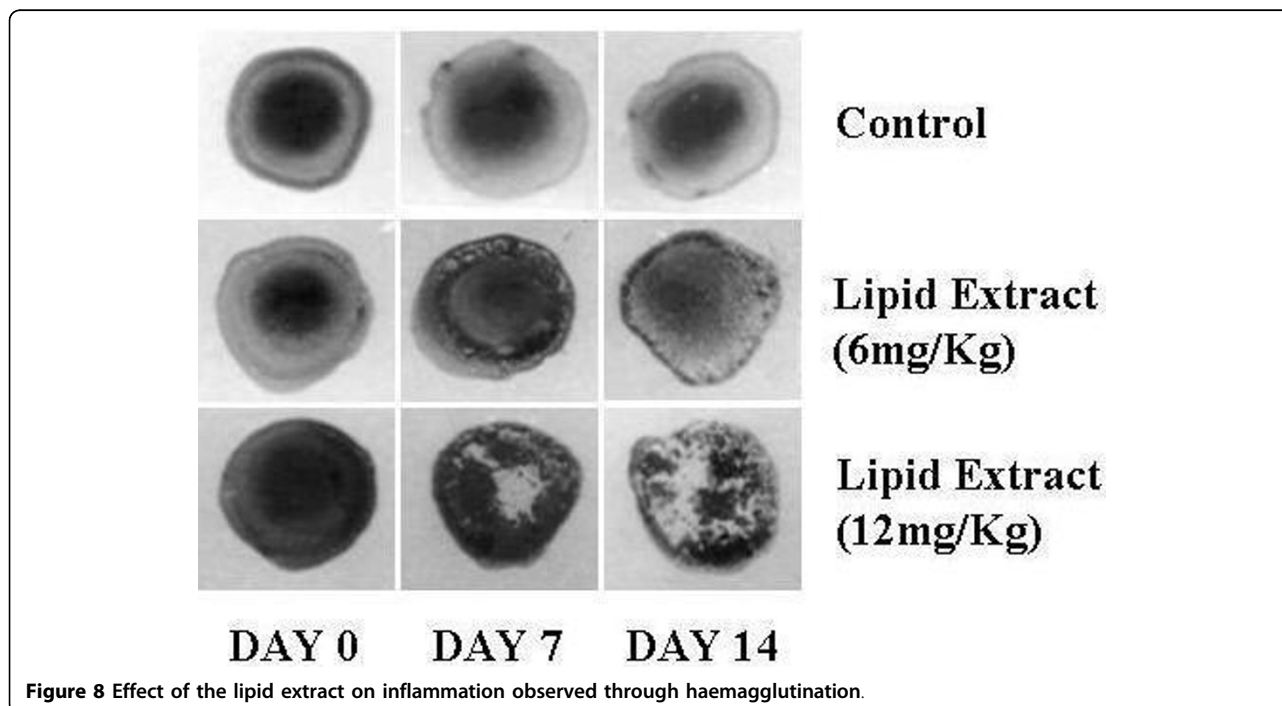 Control
Lipid Extract
(6mg/Kg)
Lipid Extract
(12mg/Kg)
DAY 0 DAY 7 DAY 14
Figure 8 Effect of the lipid extract on inflammation observed through haemagglutination.